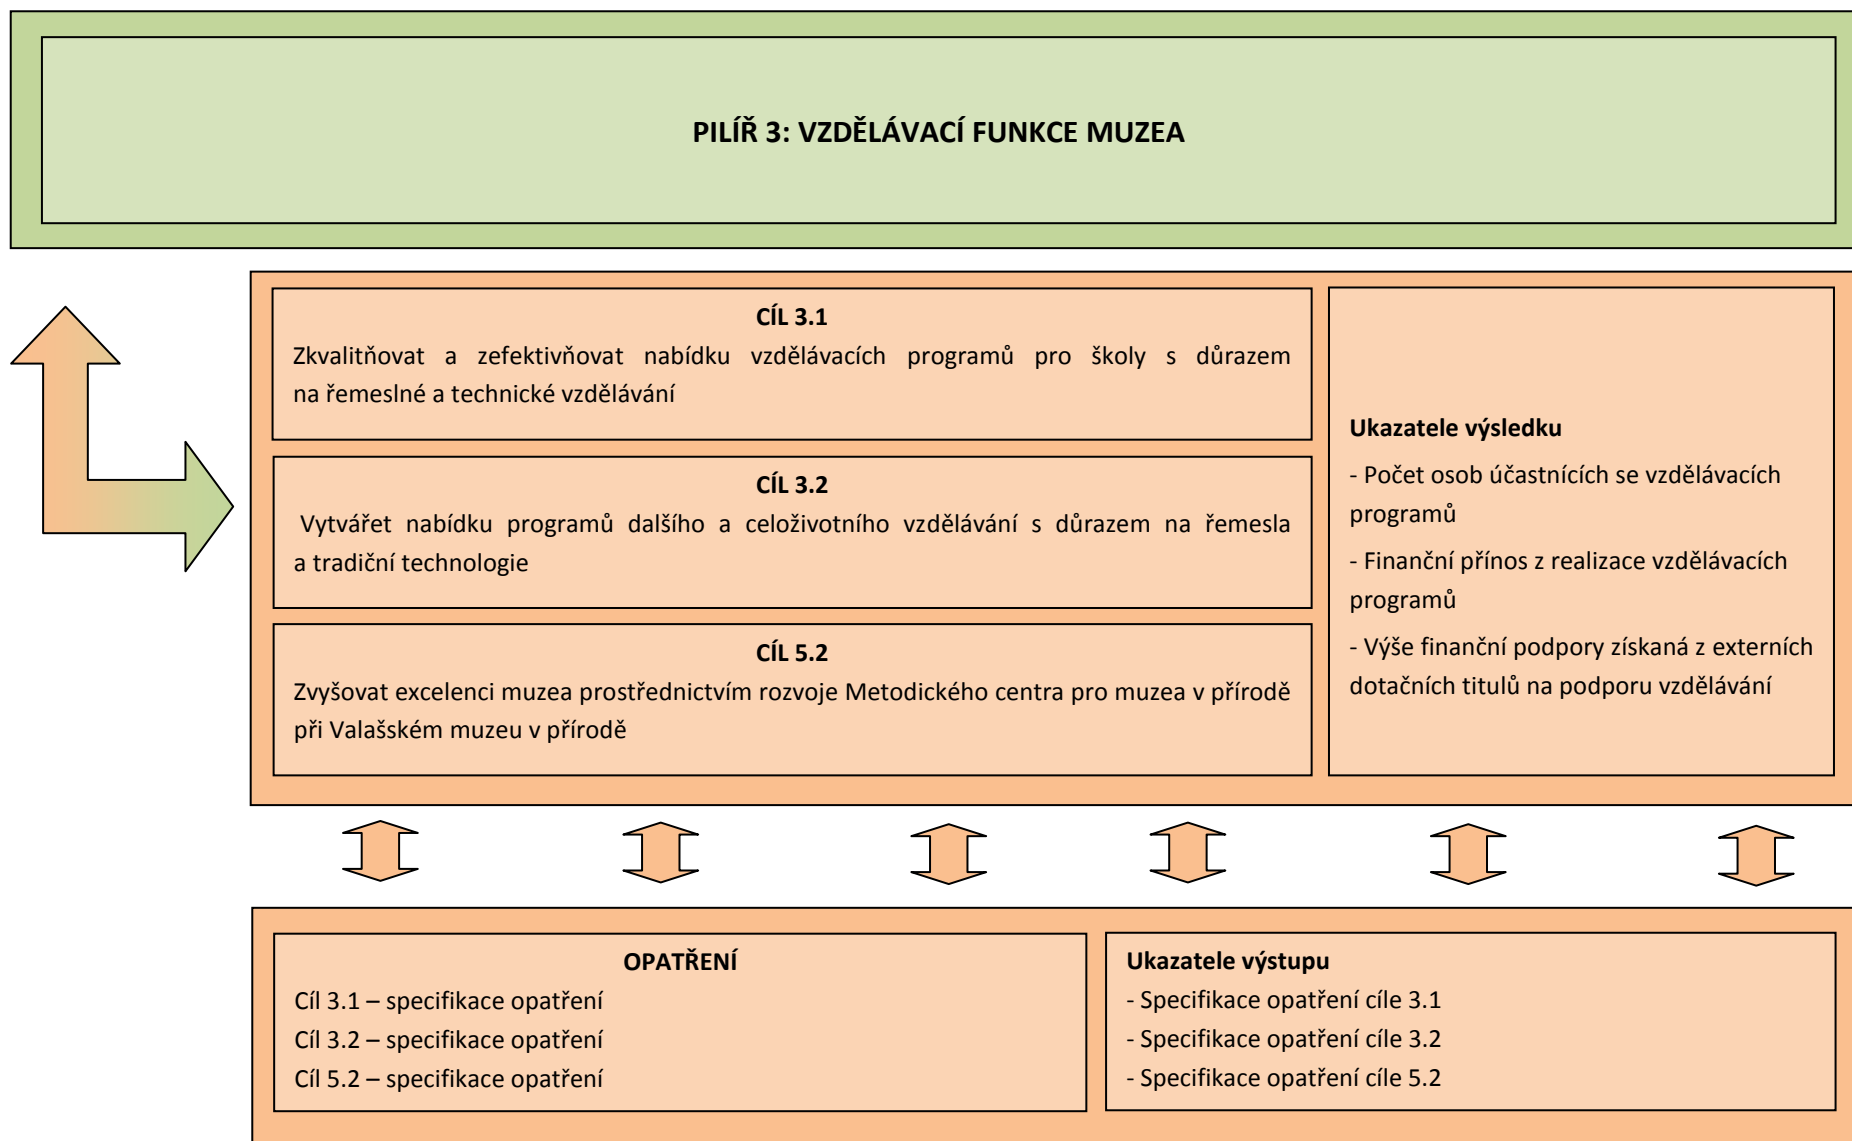 PILÍŘ 3: VZDĚLÁVACÍ FUNKCE MUZEA
CÍL 3.1
Zkvalitňovat a zefektivňovat nabídku vzdělávacích programů pro školy s důrazem
na řemeslné a technické vzdělávání
CÍL 3.2
Vytvářet nabídku programů dalšího a celoživotního vzdělávání s důrazem na řemesla
a tradiční technologie
CÍL 5.2
Zvyšovat excelenci muzea prostřednictvím rozvoje Metodického centra pro muzea v přírodě
při Valašském muzeu v přírodě
Ukazatele výsledku
- Počet osob účastnících se vzdělávacích
programů
- Finanční přínos z realizace vzdělávacích
programů
- Výše finanční podpory získaná z externích
dotačních titulů na podporu vzdělávání
OPATŘENÍ
Cíl 3.1 – specifikace opatření
Cíl 3.2 – specifikace opatření
Cíl 5.2 – specifikace opatření
Ukazatele výstupu
- Specifikace opatření cíle 3.1
- Specifikace opatření cíle 3.2
- Specifikace opatření cíle 5.2